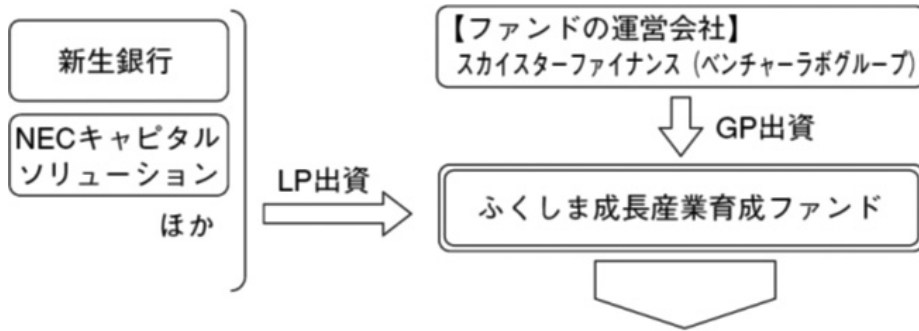 新生銀行
NECキャピタル
ソリューション
ほか
LP出資
【ファンドの運営会社】
スカイスターファイナンス（ベンチャーラボグループ）
GP出資
ふくしま成長産業育成ファンド